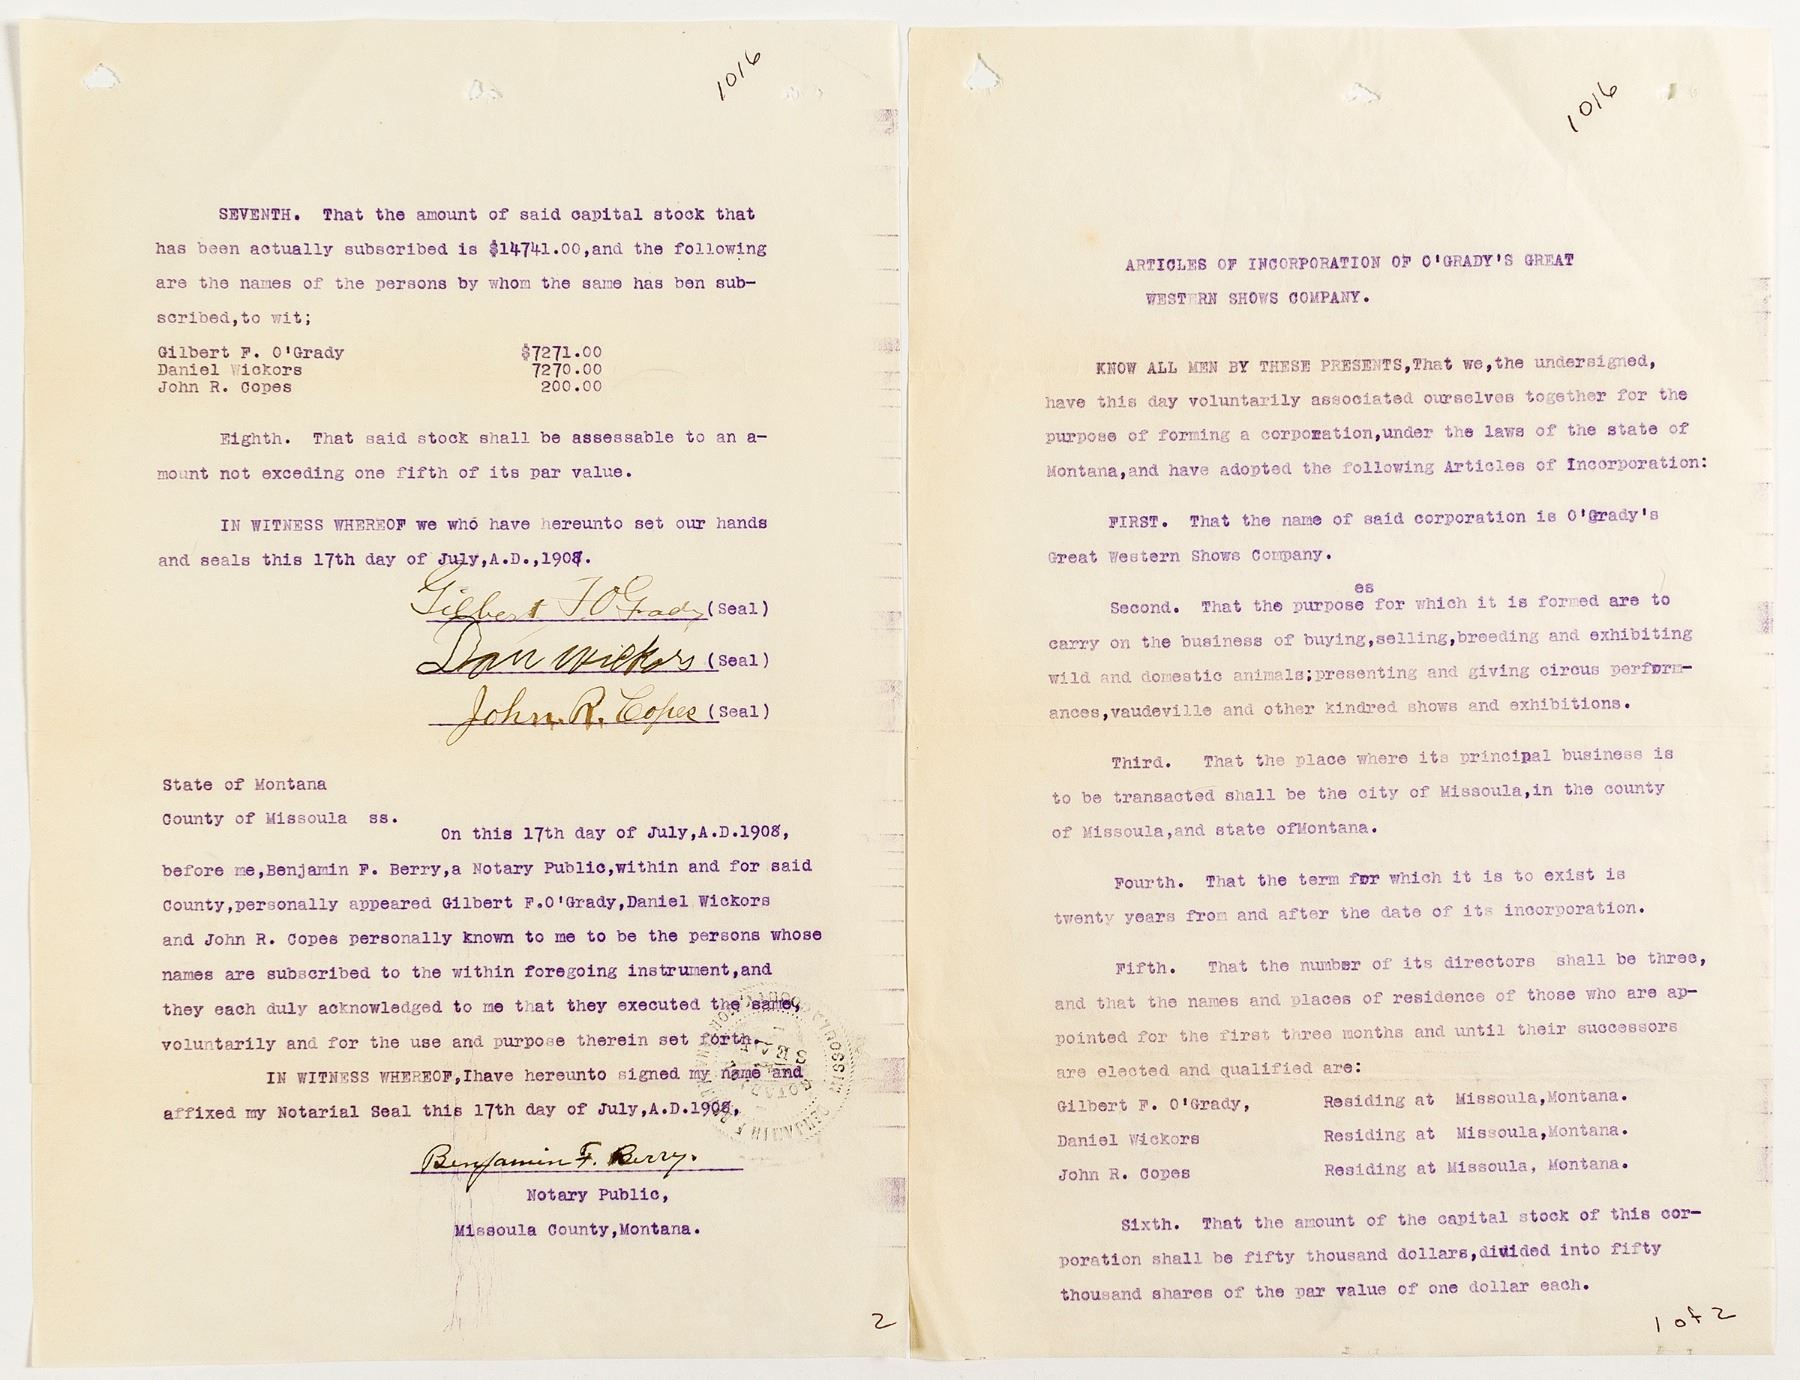 1016
SEVENTH. That the amount of said capital stock that
has been actually subscribed is $14741.00,and the following
are the names of the persons by whom the same has ben sub-
scribed,to wit;
Gilbert F. O'Grady $7271.00
Daniel Wickors 7270.00
John R. Copes 200.00
Eighth. That said stock shall be assessable to an a-
mount not exceding one fifth of its par value.
IN WITNESS WHEREOF we who have hereunto set our hands
and seals this 17th day of July,A.D.,1908.
Gilbert F O'Grady (Seal)
Dan Wickors (Seal)
John. R. Copes (Seal)
State of Montana
County of Missoula ss.
On this 17th day of July,A.D.1908,
before me,Benjamin F. Berry,a Notary Public,within and for said
County,personally appeared Gilbert F.O'Grady,Daniel Wickors
and John R. Copes personally known to me to be the persons whose
names are subscribed to the within foregoing instrument,and
they each duly acknowledged to me that they executed the same,
voluntarily and for the use and purpose therein set forth.
IN WITNESS WHEREOF,Ihave hereunto signed my name and
affixed my Notarial Seal this 17th day of July,A.D.1908,
Benjamin F. Berry.
Notary Public,
Missoula County,Montana.
2
1016
ARTICLES OF INCORPORATION OF O'GRADY'S GREAT
WESTERN SHOWS COMPANY.
KNOW ALL MEN BY THESE PRESENTS,That we,the undersigned,
have this day voluntarily associated ourselves together for the
purpose of forming a corporation,under the laws of the state of
Montana,and have adopted the following Articles of Incorporation:
FIRST. That the name of said corporation is O'Grady's
Great Western Shows Company.
es
Second. That the purpose for which it is formed are to
carry on the business of buying,selling,breeding and exhibiting
wild and domestic animals;presenting and giving circus perform-
ances,vaudeville and other kindred shows and exhibitions.
Third. That the place where its principal business is
to be transacted shall be the city of Missoula,in the county
of Missoula,and state ofMontana.
Fourth. That the term for which it is to exist is
twenty years from and after the date of its incorporation.
Fifth. That the number of its directors shall be three,
and that the names and places of residence of those who are ap-
pointed for the first three months and until their successors
are elected and qualified are:
Gilbert F. O'Grady, Residing at Missoula,Montana.
Daniel Wickors Residing at Missoula,Montana.
John R. Copes Residing at Missoula, Montana.
Sixth. That the amount of the capital stock of this cor-
poration shall be fifty thousand dollars,divided into fifty
thousand shares of the par value of one dollar each.
1 of 2